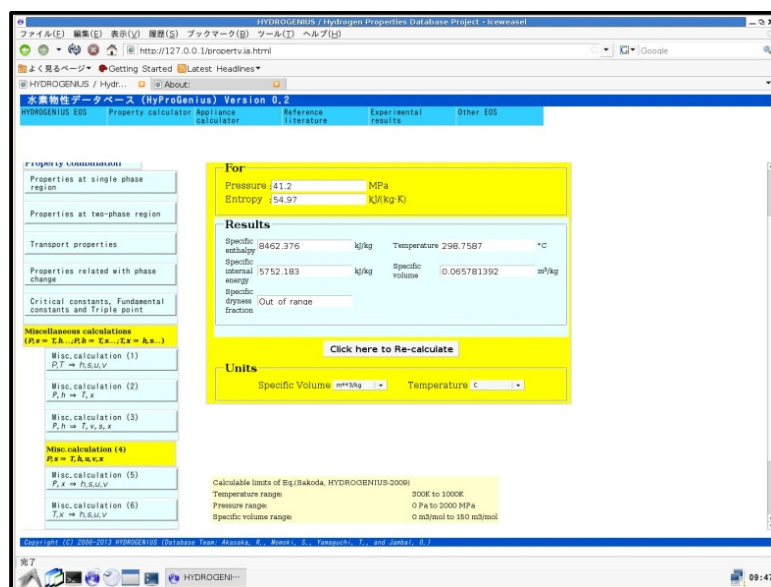 HYDROGENIUS / Hydrogen Properties Database Project - Iceweasel
ファイル(F) 編集(E) 表示(V) 履歴(S) ブックマーク(B) ツール(T) ヘルプ(H)
http://127.0.0.1/property.ia.html
Google
よく見るページ Getting Started Latest Headlines
HYDROGENIUS / Hydr... About:
水素物性データベース (HyProGenius) Version 0.2
HYDROGENIUS EOS Property calculator Appliance calculator Reference literature Experimental results Other EOS
Property combination
Properties at single phase region
Properties at two-phase region
Transport properties
Properties related with phase change
Critical constants, Fundamental constants and Triple point
Miscellaneous calculations
(P,s ⇒ T,h...;P,h ⇒ T,s...;T,x ⇒ h,s...)
Misc.calculation (1)
P,T ⇒ h,s,u,v
Misc.calculation (2)
P,h ⇒ T,x
Misc.calculation (3)
P,h ⇒ T,v,s,x
Misc.calculation (4)
P,s ⇒ T,h,u,v,x
Misc.calculation (5)
P,x ⇒ h,s,u,v
Misc.calculation (6)
T,x ⇒ h,s,u,v
For
Pressure : 41.2 MPa
Entropy : 54.97 kJ/(kg·K)
Results
Specific enthalpy 8462.376 kJ/kg Temperature 298.7587 °C
Specific internal energy 5752.183 kJ/kg Specific volume 0.065781392 m³/kg
Specific dryness fraction Out of range
Click here to Re-calculate
Units
Specific Volume m**3/kg Temperature C
Calculable limits of Eq.(Sakoda, HYDROGENIUS-2009)
Temperature range: 300K to 1000K
Pressure range: 0 Pa to 2000 MPa
Specific volume range: 0 m3/mol to 150 m3/mol
Copyright (C) 2006-2013 HYDROGENIUS (Database Team: Akasaka, R., Momoki, S., Yamaguchi, T., and Jambal, O.)
完了
HYDROGENI···
09:47